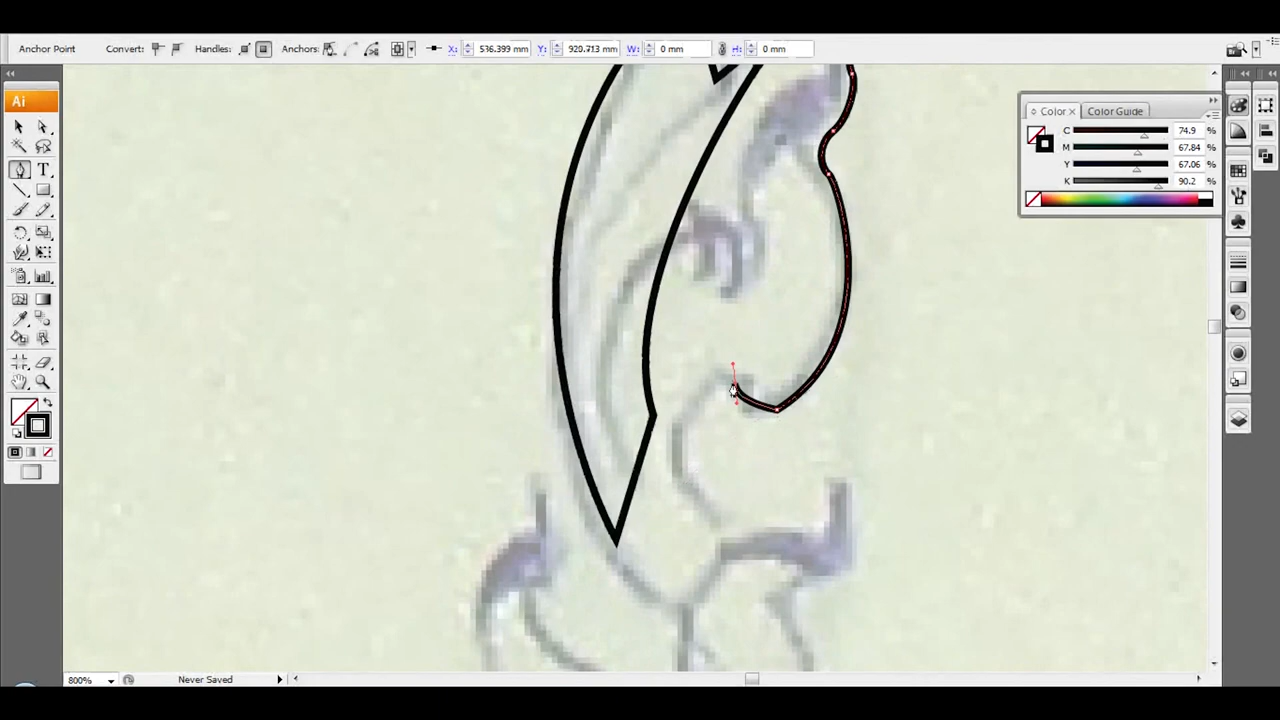 Anchor Point Convert: Handles: Anchors: X: 536.399 mm Y: 920.713 mm W: 0 mm H: 0 mm
Ai
T
Color × Color Guide
C 74.9 %
M 67.84 %
Y 67.06 %
K 90.2 %
800% Never Saved